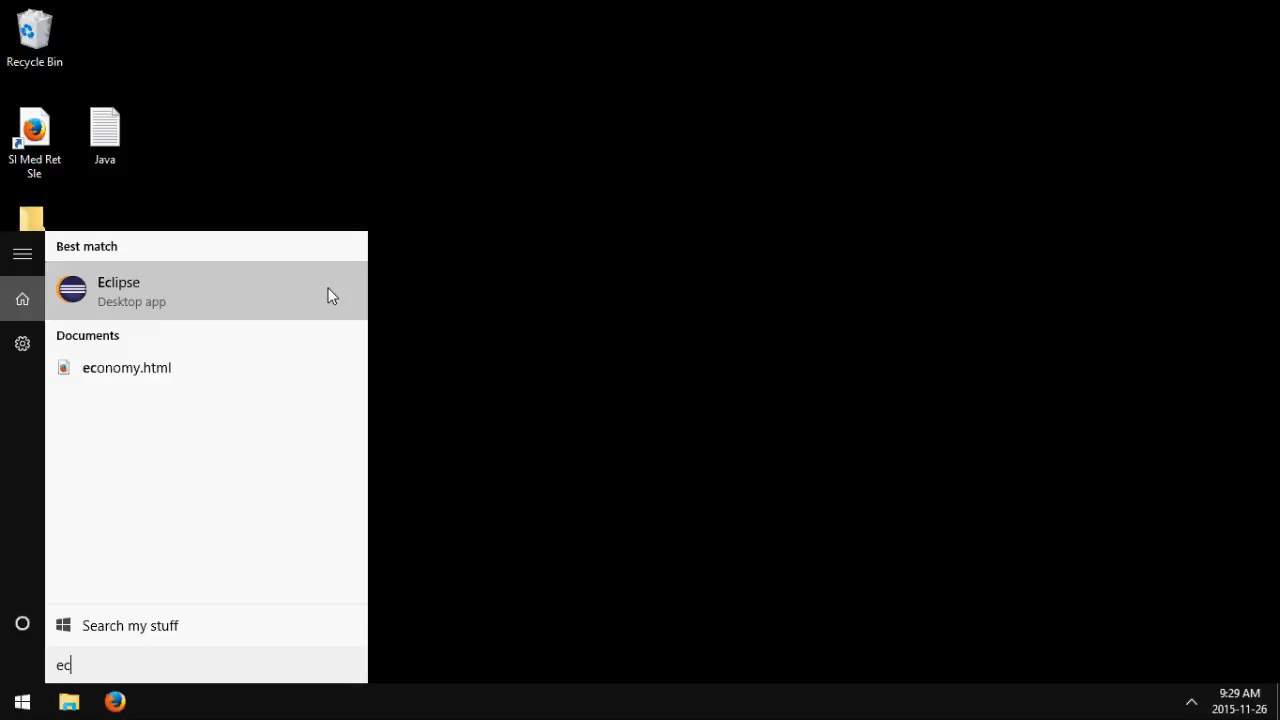 Recycle Bin
SI Med Ret
Sle
Java
Best match
Eclipse
Desktop app
Documents
economy.html
Search my stuff
ec
9:29 AM
2015-11-26